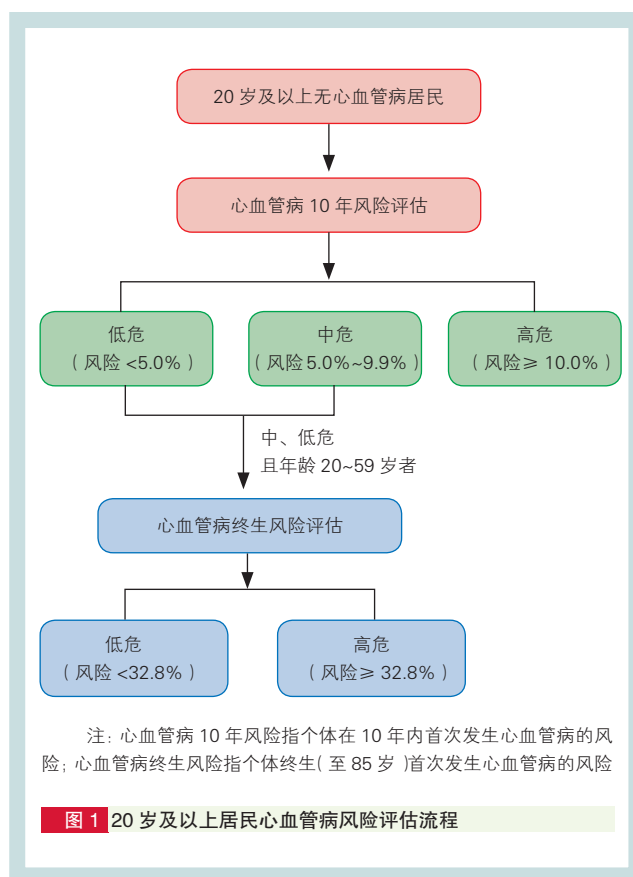 20 岁及以上无心血管病居民
心血管病 10 年风险评估
低危
（风险 <5.0%）
中危
（风险 5.0%~9.9%）
高危
（风险≥ 10.0%）
中、低危
且年龄 20~59 岁者
心血管病终生风险评估
低危
（风险 <32.8%）
高危
（风险≥ 32.8%）
注：心血管病 10 年风险指个体在 10 年内首次发生心血管病的风
险；心血管病终生风险指个体终生（至 85 岁）首次发生心血管病的风险
图 1 20 岁及以上居民心血管病风险评估流程